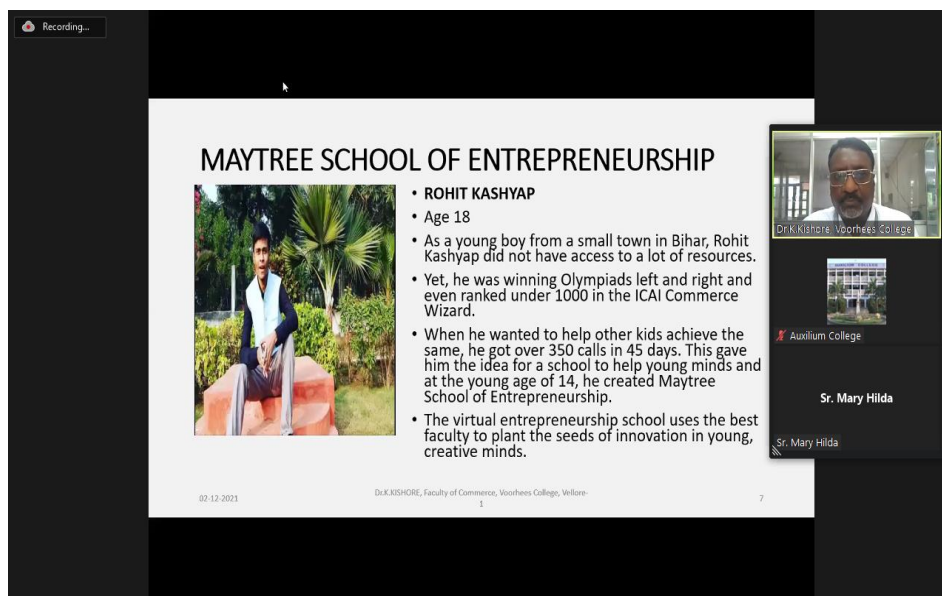 Recording...
MAYTREE SCHOOL OF ENTREPRENEURSHIP
• ROHIT KASHYAP
• Age 18
• As a young boy from a small town in Bihar, Rohit
Kashyap did not have access to a lot of resources.
• Yet, he was winning Olympiads left and right and
even ranked under 1000 in the ICAI Commerce
Wizard.
• When he wanted to help other kids achieve the
same, he got over 350 calls in 45 days. This gave
him the idea for a school to help young minds and
at the young age of 14, he created Maytree
School of Entrepreneurship.
• The virtual entrepreneurship school uses the best
faculty to plant the seeds of innovation in young,
creative minds.
02-12-2021
Dr.K.KISHORE, Faculty of Commerce, Voorhees College, Vellore-
1
7
Dr.K.Kishore, Voorhees College
Auxilium College
Sr. Mary Hilda
Sr. Mary Hilda